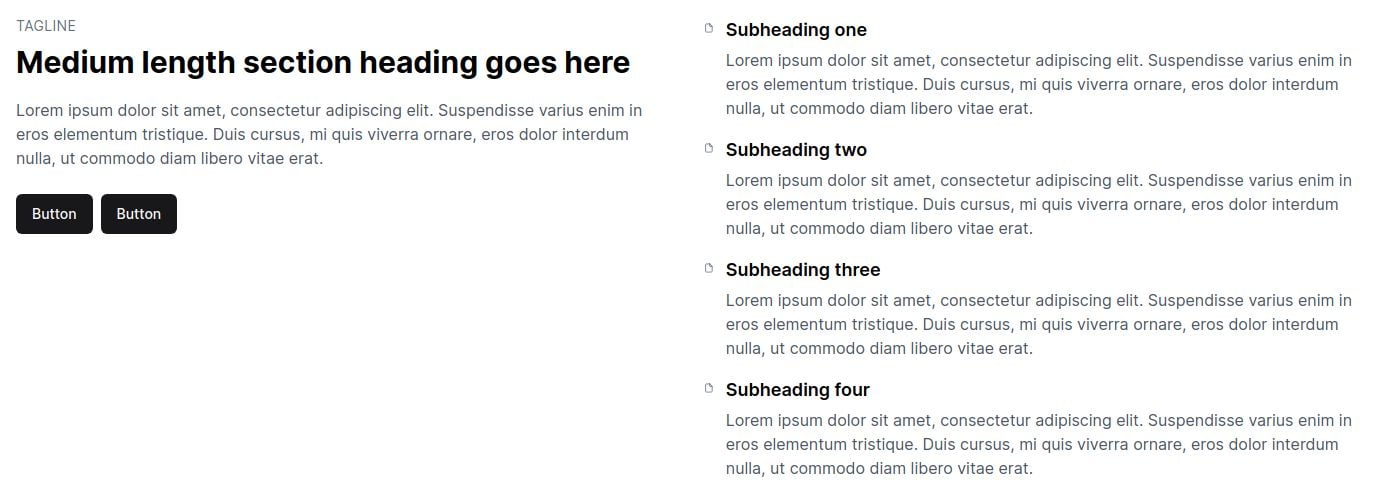 TAGLINE
Medium length section heading goes here
Lorem ipsum dolor sit amet, consectetur adipiscing elit. Suspendisse varius enim in
eros elementum tristique. Duis cursus, mi quis viverra ornare, eros dolor interdum
nulla, ut commodo diam libero vitae erat.
Button
Button
Subheading one
Lorem ipsum dolor sit amet, consectetur adipiscing elit. Suspendisse varius enim in
eros elementum tristique. Duis cursus, mi quis viverra ornare, eros dolor interdum
nulla, ut commodo diam libero vitae erat.
Subheading two
Lorem ipsum dolor sit amet, consectetur adipiscing elit. Suspendisse varius enim in
eros elementum tristique. Duis cursus, mi quis viverra ornare, eros dolor interdum
nulla, ut commodo diam libero vitae erat.
Subheading three
Lorem ipsum dolor sit amet, consectetur adipiscing elit. Suspendisse varius enim in
eros elementum tristique. Duis cursus, mi quis viverra ornare, eros dolor interdum
nulla, ut commodo diam libero vitae erat.
Subheading four
Lorem ipsum dolor sit amet, consectetur adipiscing elit. Suspendisse varius enim in
eros elementum tristique. Duis cursus, mi quis viverra ornare, eros dolor interdum
nulla, ut commodo diam libero vitae erat.